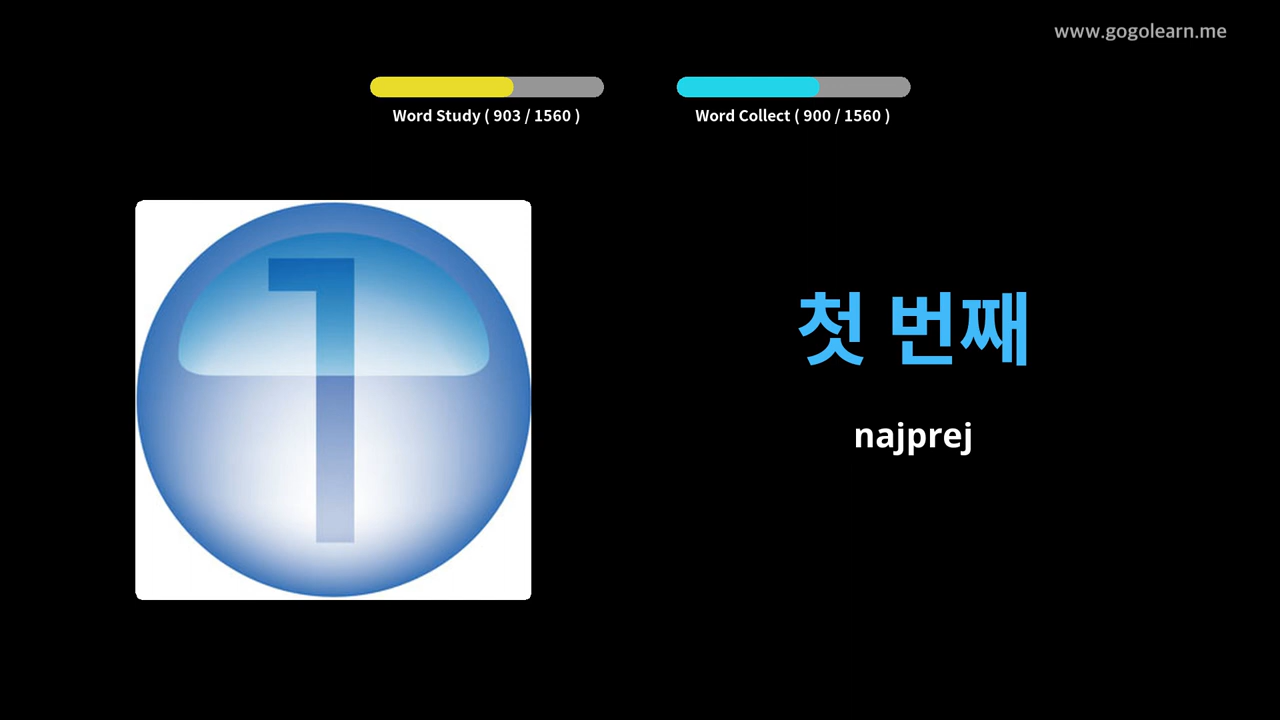 www.gogolearn.me
Word Study ( 903 / 1560 )
Word Collect ( 900 / 1560 )
1
첫 번째
najprej